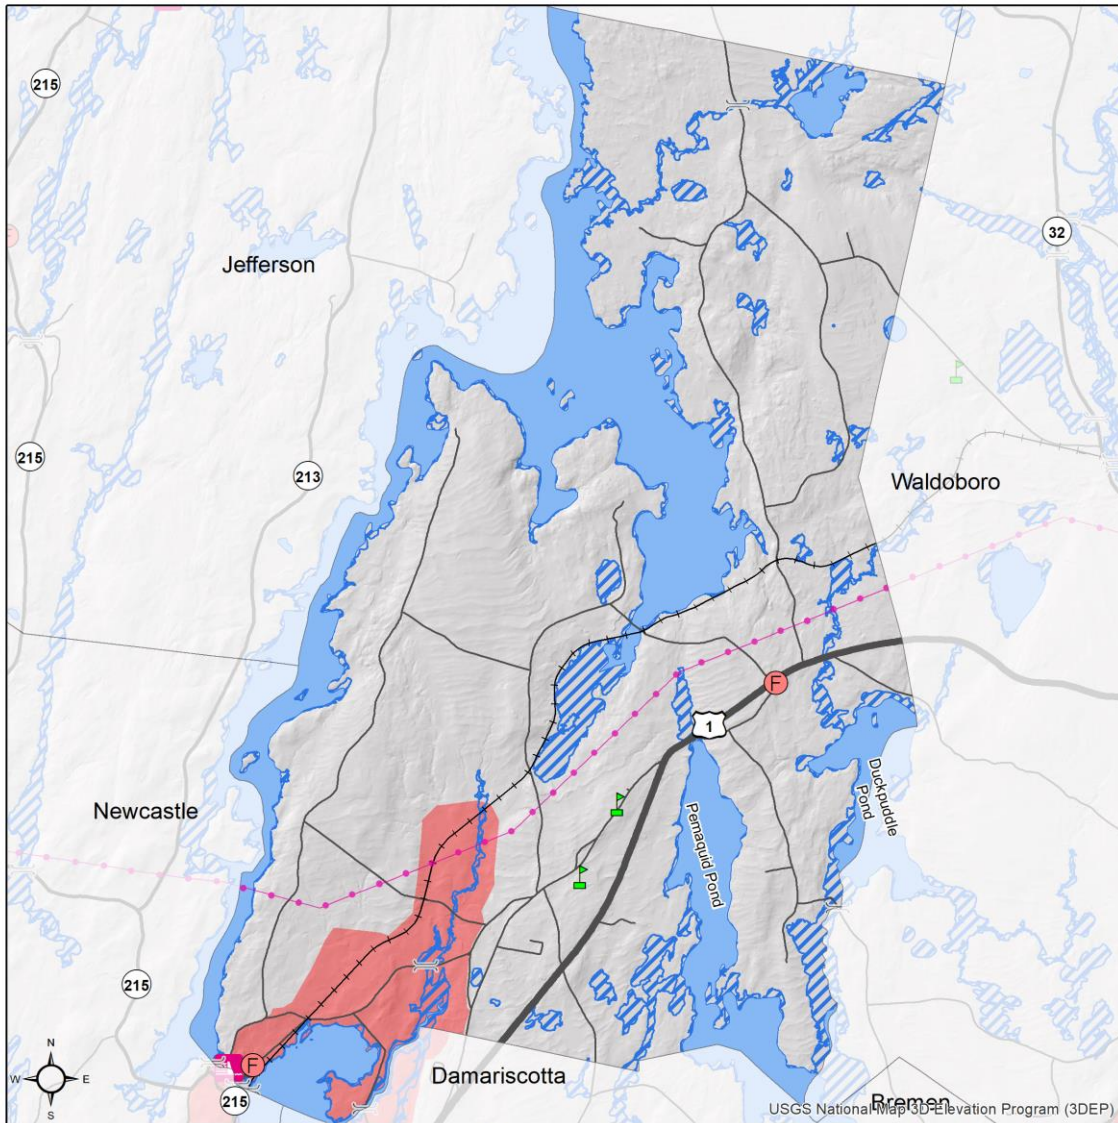 215
32
Jefferson
215
213
Waldoboro
F
1
Duckpuddle
Pond
Pemaquid Pond
Newcastle
215
N
W E
S
F
Damariscotta
215
Bremen
USGS National Map 3D Elevation Program (3DEP)